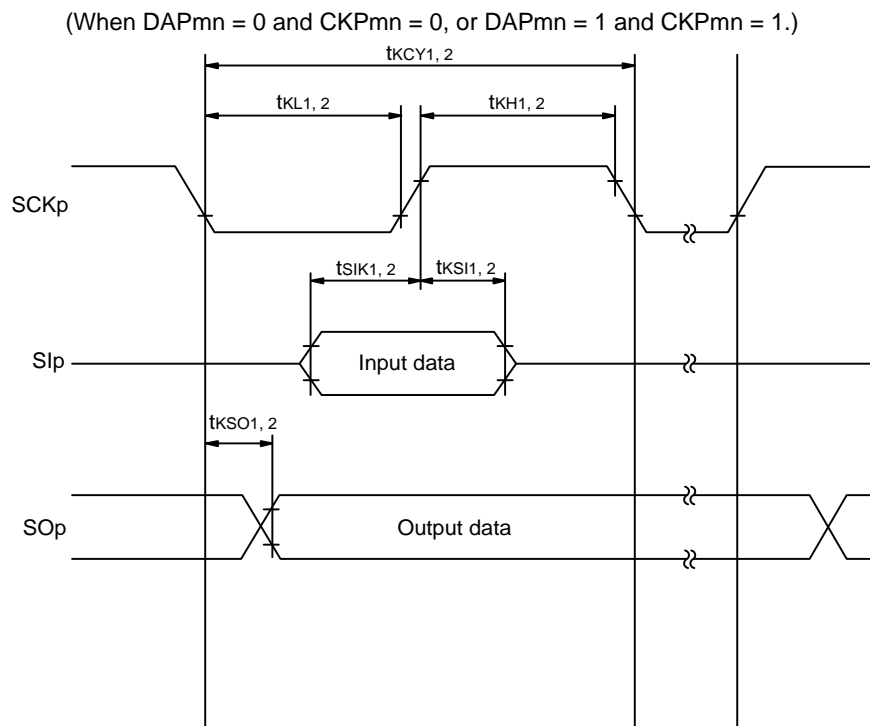 (When DAPmn = 0 and CKPmn = 0, or DAPmn = 1 and CKPmn = 1.)
tKCY1, 2
tKL1, 2
tKH1, 2
SCKp
tSIK1, 2
tKSI1, 2
SIp
Input data
tKSO1, 2
SOp
Output data